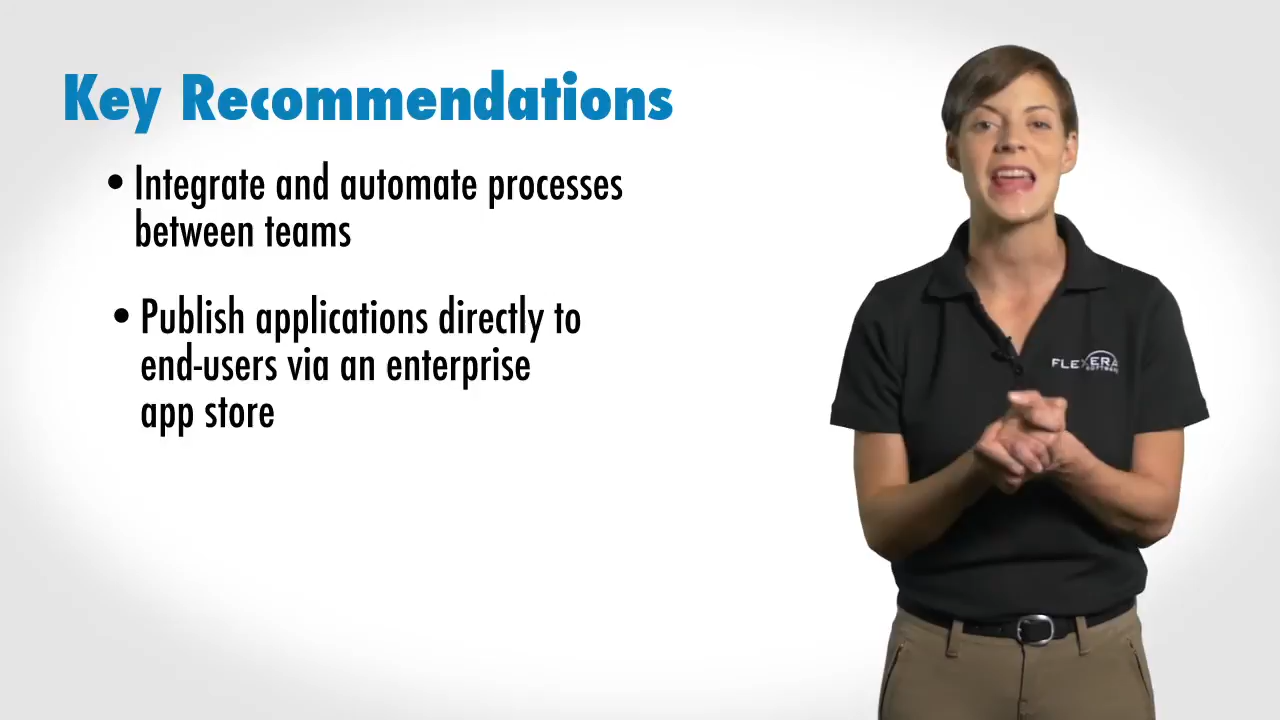 Key Recommendations
• Integrate and automate processes
between teams
• Publish applications directly to
end-users via an enterprise
app store
FLEXERA
SOFTWARE